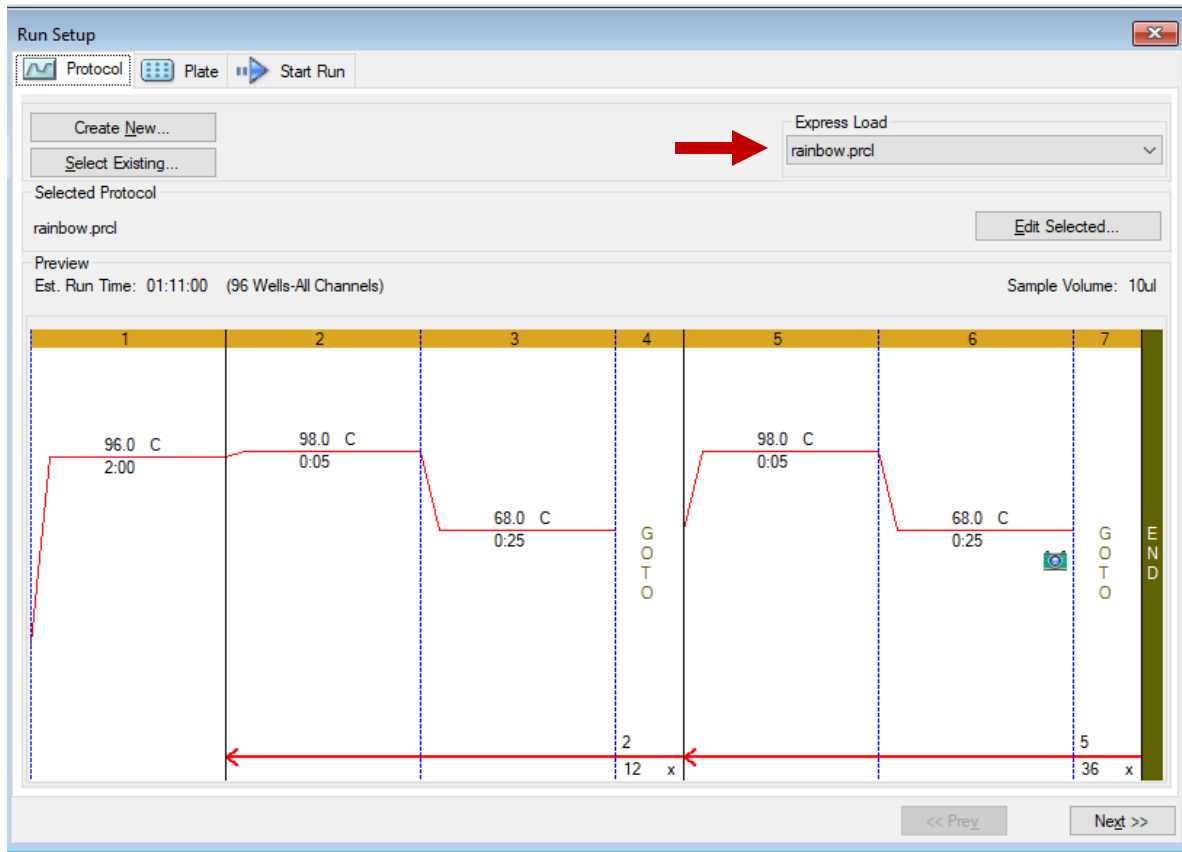 Run Setup
Protocol Plate Start Run
Create New...
Select Existing...
Express Load
rainbow.prcl
Selected Protocol
rainbow.prcl
Edit Selected...
Preview
Est. Run Time: 01:11:00 (96 Wells-All Channels) Sample Volume: 10ul
1 2 3 4 5 6 7
96.0 C
2:00
98.0 C
0:05
68.0 C
0:25
GOTO
2
12 x
98.0 C
0:05
68.0 C
0:25
GOTO
5
36 x
END
<< Prev Next >>